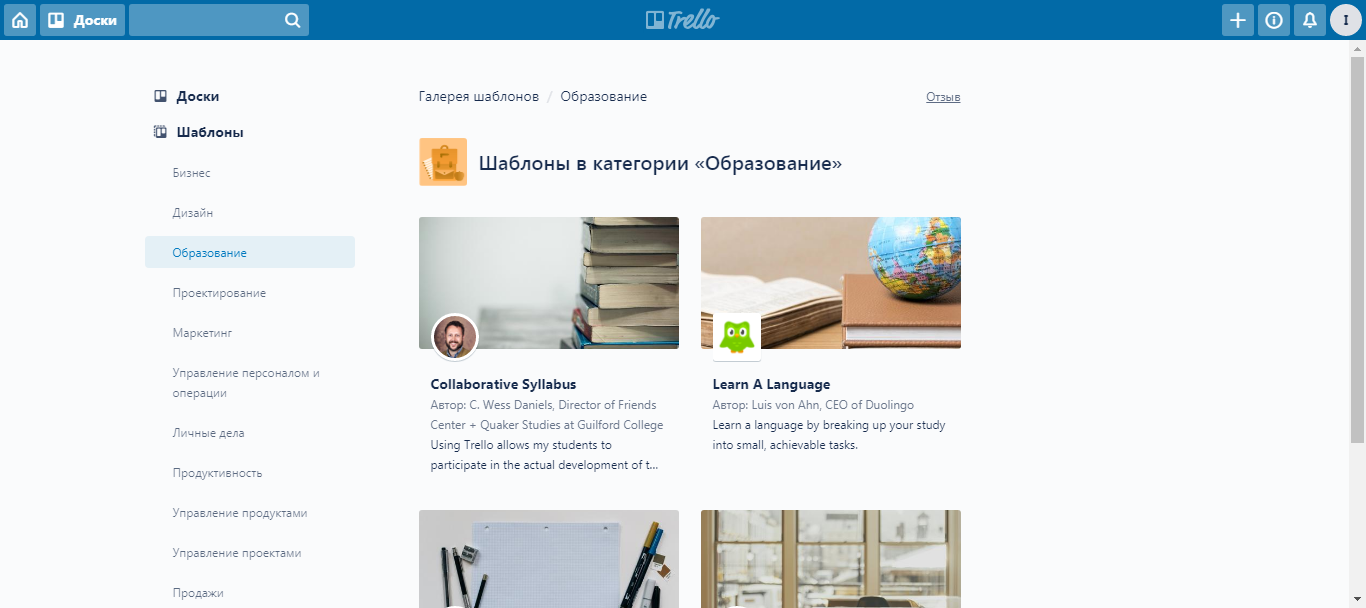 Доски
Trello
I
Доски
Шаблоны
Бизнес
Дизайн
Образование
Проектирование
Маркетинг
Управление персоналом и
операции
Личные дела
Продуктивность
Управление продуктами
Управление проектами
Продажи
Галерея шаблонов / Образование
Отзыв
Шаблоны в категории «Образование»
Collaborative Syllabus
Автор: C. Wess Daniels, Director of Friends
Center + Quaker Studies at Guilford College
Using Trello allows my students to
participate in the actual development of t...
Learn A Language
Автор: Luis von Ahn, CEO of Duolingo
Learn a language by breaking up your study
into small, achievable tasks.